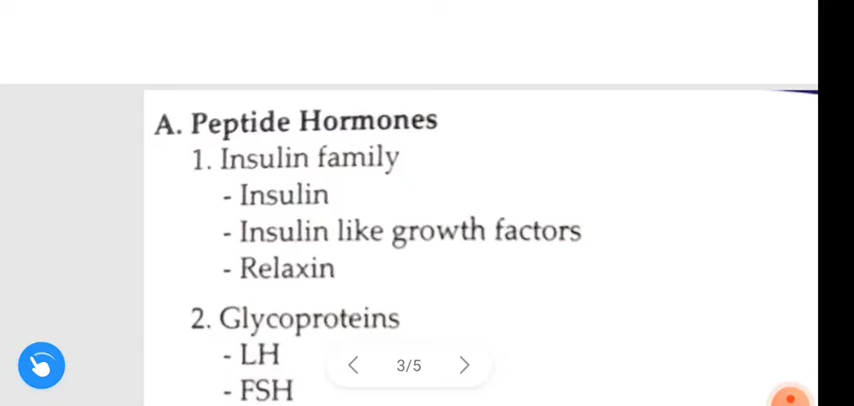 A. Peptide Hormones
1. Insulin family
- Insulin
- Insulin like growth factors
- Relaxin
2. Glycoproteins
- LH
3/5
- FSH